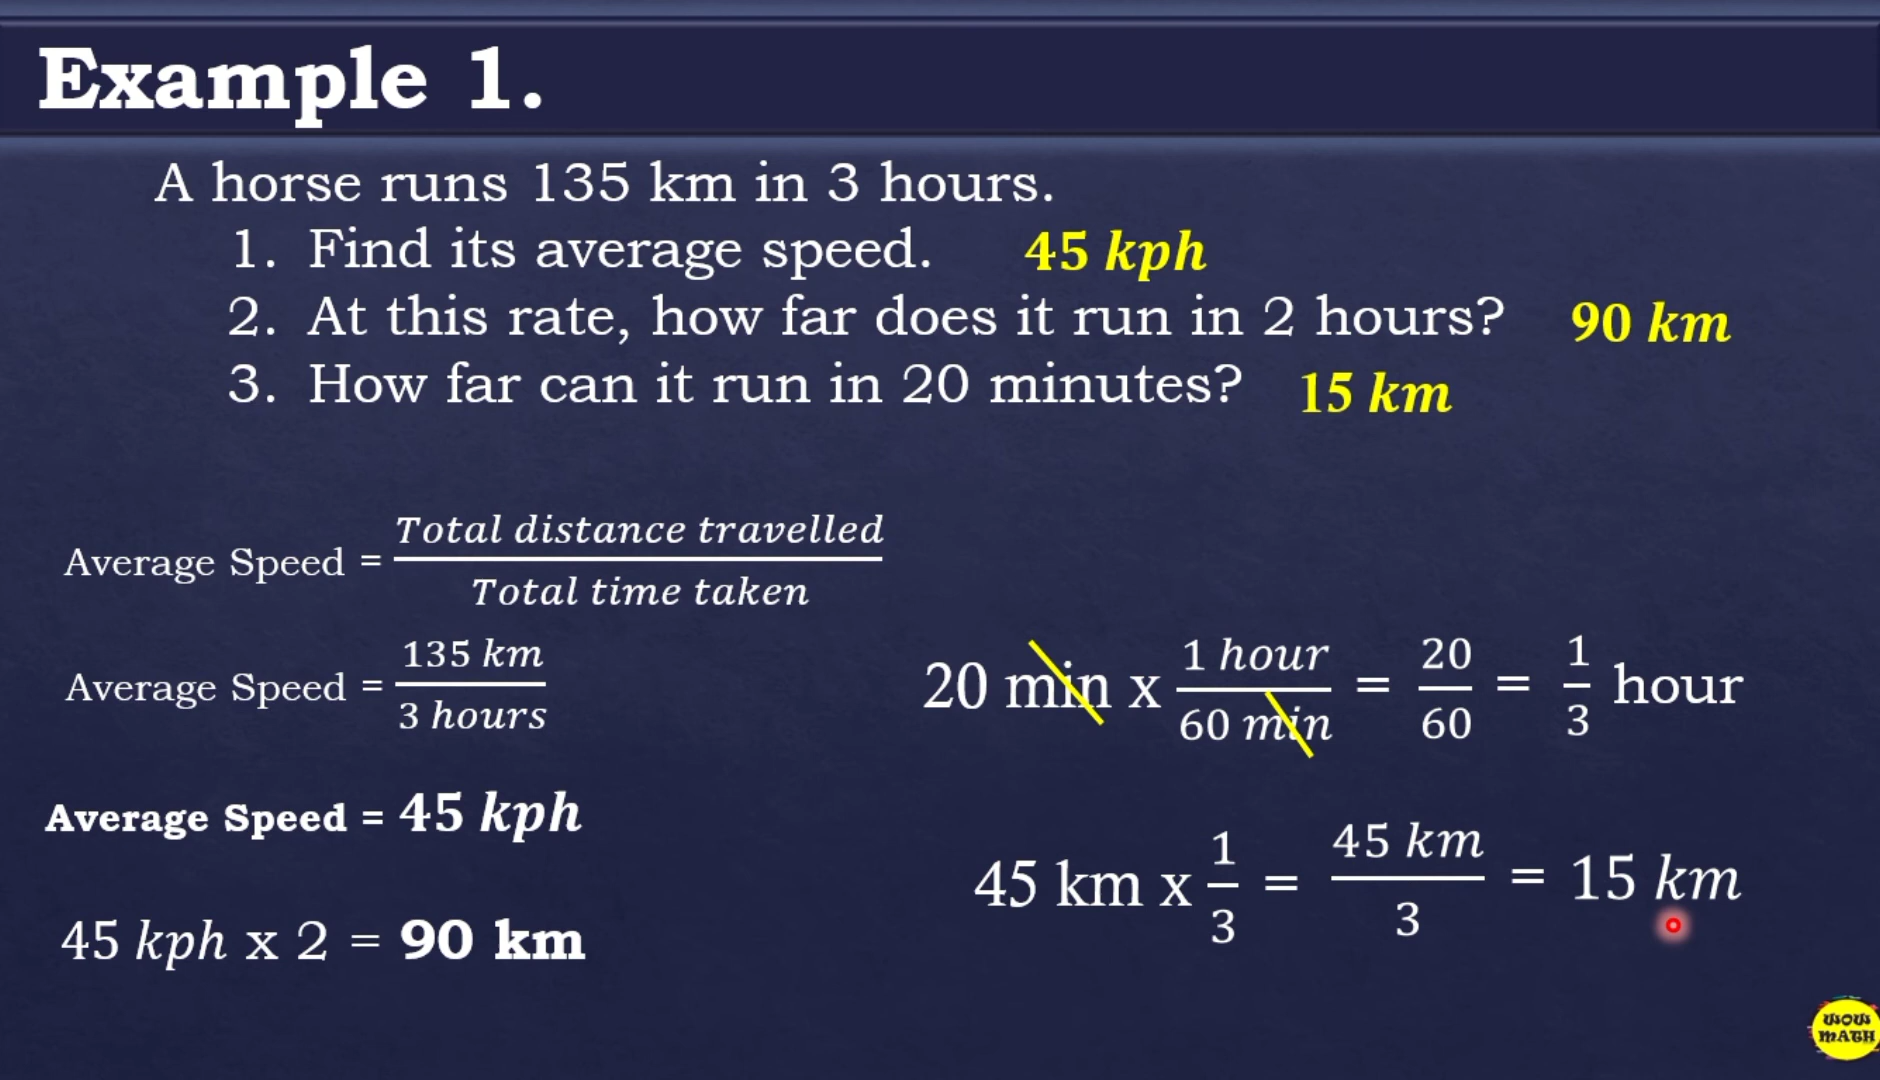 Example 1.
A horse runs 135 km in 3 hours.
1. Find its average speed. 45 kph
2. At this rate, how far does it run in 2 hours? 90 km
3. How far can it run in 20 minutes? 15 km
Average Speed = Total distance travelled / Total time taken
Average Speed = 135 km / 3 hours
Average Speed = 45 kph
45 kph x 2 = 90 km
20 min x 1 hour / 60 min = 20 / 60 = 1 / 3 hour
45 km x 1 / 3 = 45 km / 3 = 15 km
WOW
MATH